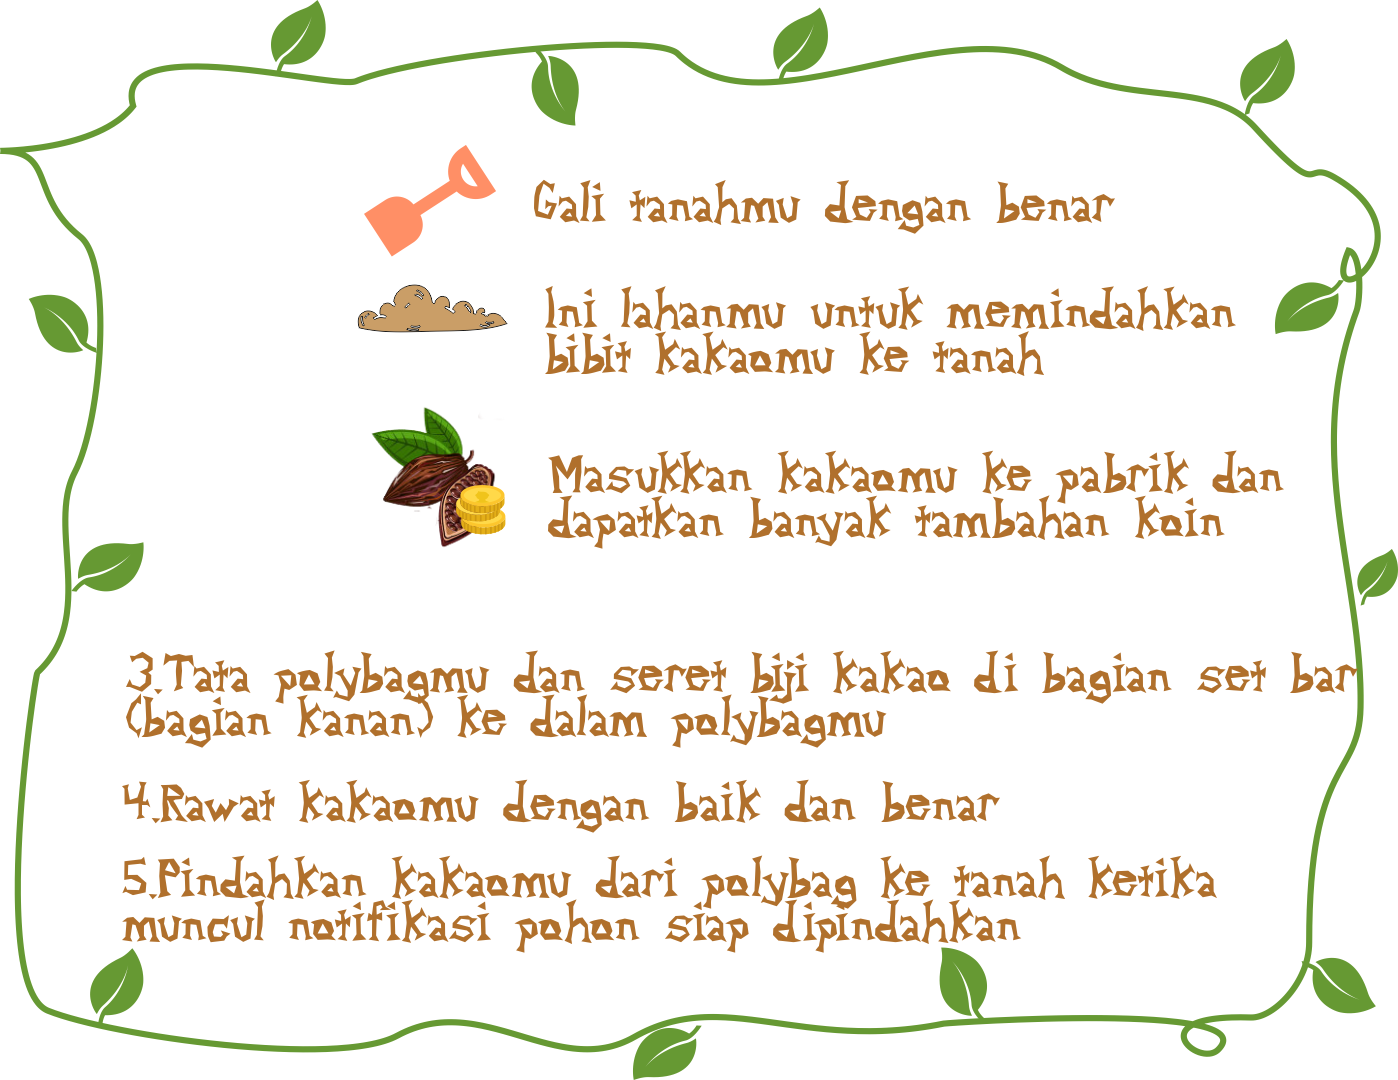 Gali tanahmu dengan benar
Ini lahanmu untuk memindahkan
bibit kakaomu ke tanah
Masukkan kakaomu ke pabrik dan
dapatkan banyak tambahan koin
3.Tata polybagmu dan seret biji kakao di bagian set bar
(bagian kanan) ke dalam polybagmu
4.Rawat kakaomu dengan baik dan benar
5.Pindahkan kakaomu dari polybag ke tanah ketika
muncul notifikasi pohon siap dipindahkan